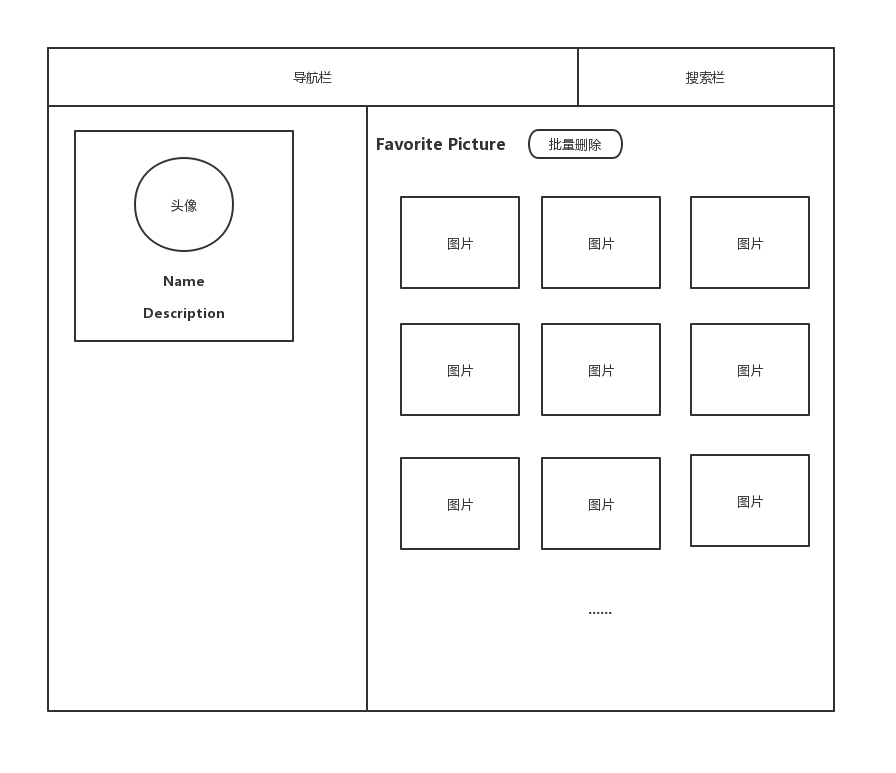 导航栏
搜索栏
头像
Name
Description
Favorite Picture
批量删除
图片
图片
图片
图片
图片
图片
图片
图片
图片
......